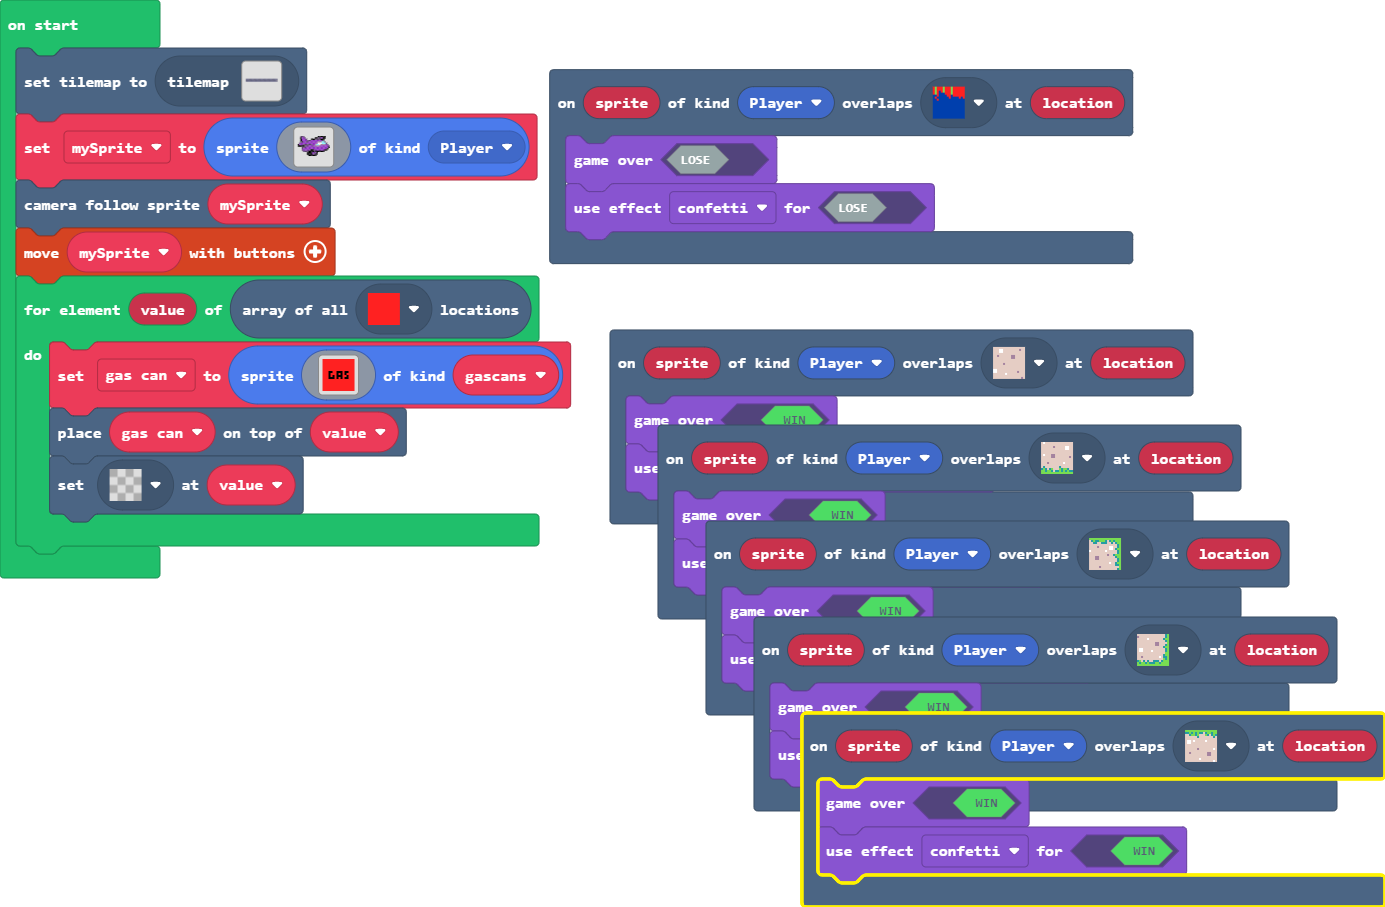 on start
set tilemap to tilemap
set mySprite to sprite of kind Player
camera follow sprite mySprite
move mySprite with buttons
for element value of array of all locations
do
set gas can to sprite GAS of kind gascans
place gas can on top of value
set at value
on sprite of kind Player overlaps at location
game over LOSE
use effect confetti for LOSE
on sprite of kind Player overlaps at location
game over WIN
use
on sprite of kind Player overlaps at location
game over WIN
use
on sprite of kind Player overlaps at location
game over WIN
use
on sprite of kind Player overlaps at location
game over WIN
use
on sprite of kind Player overlaps at location
game over WIN
use effect confetti for WIN